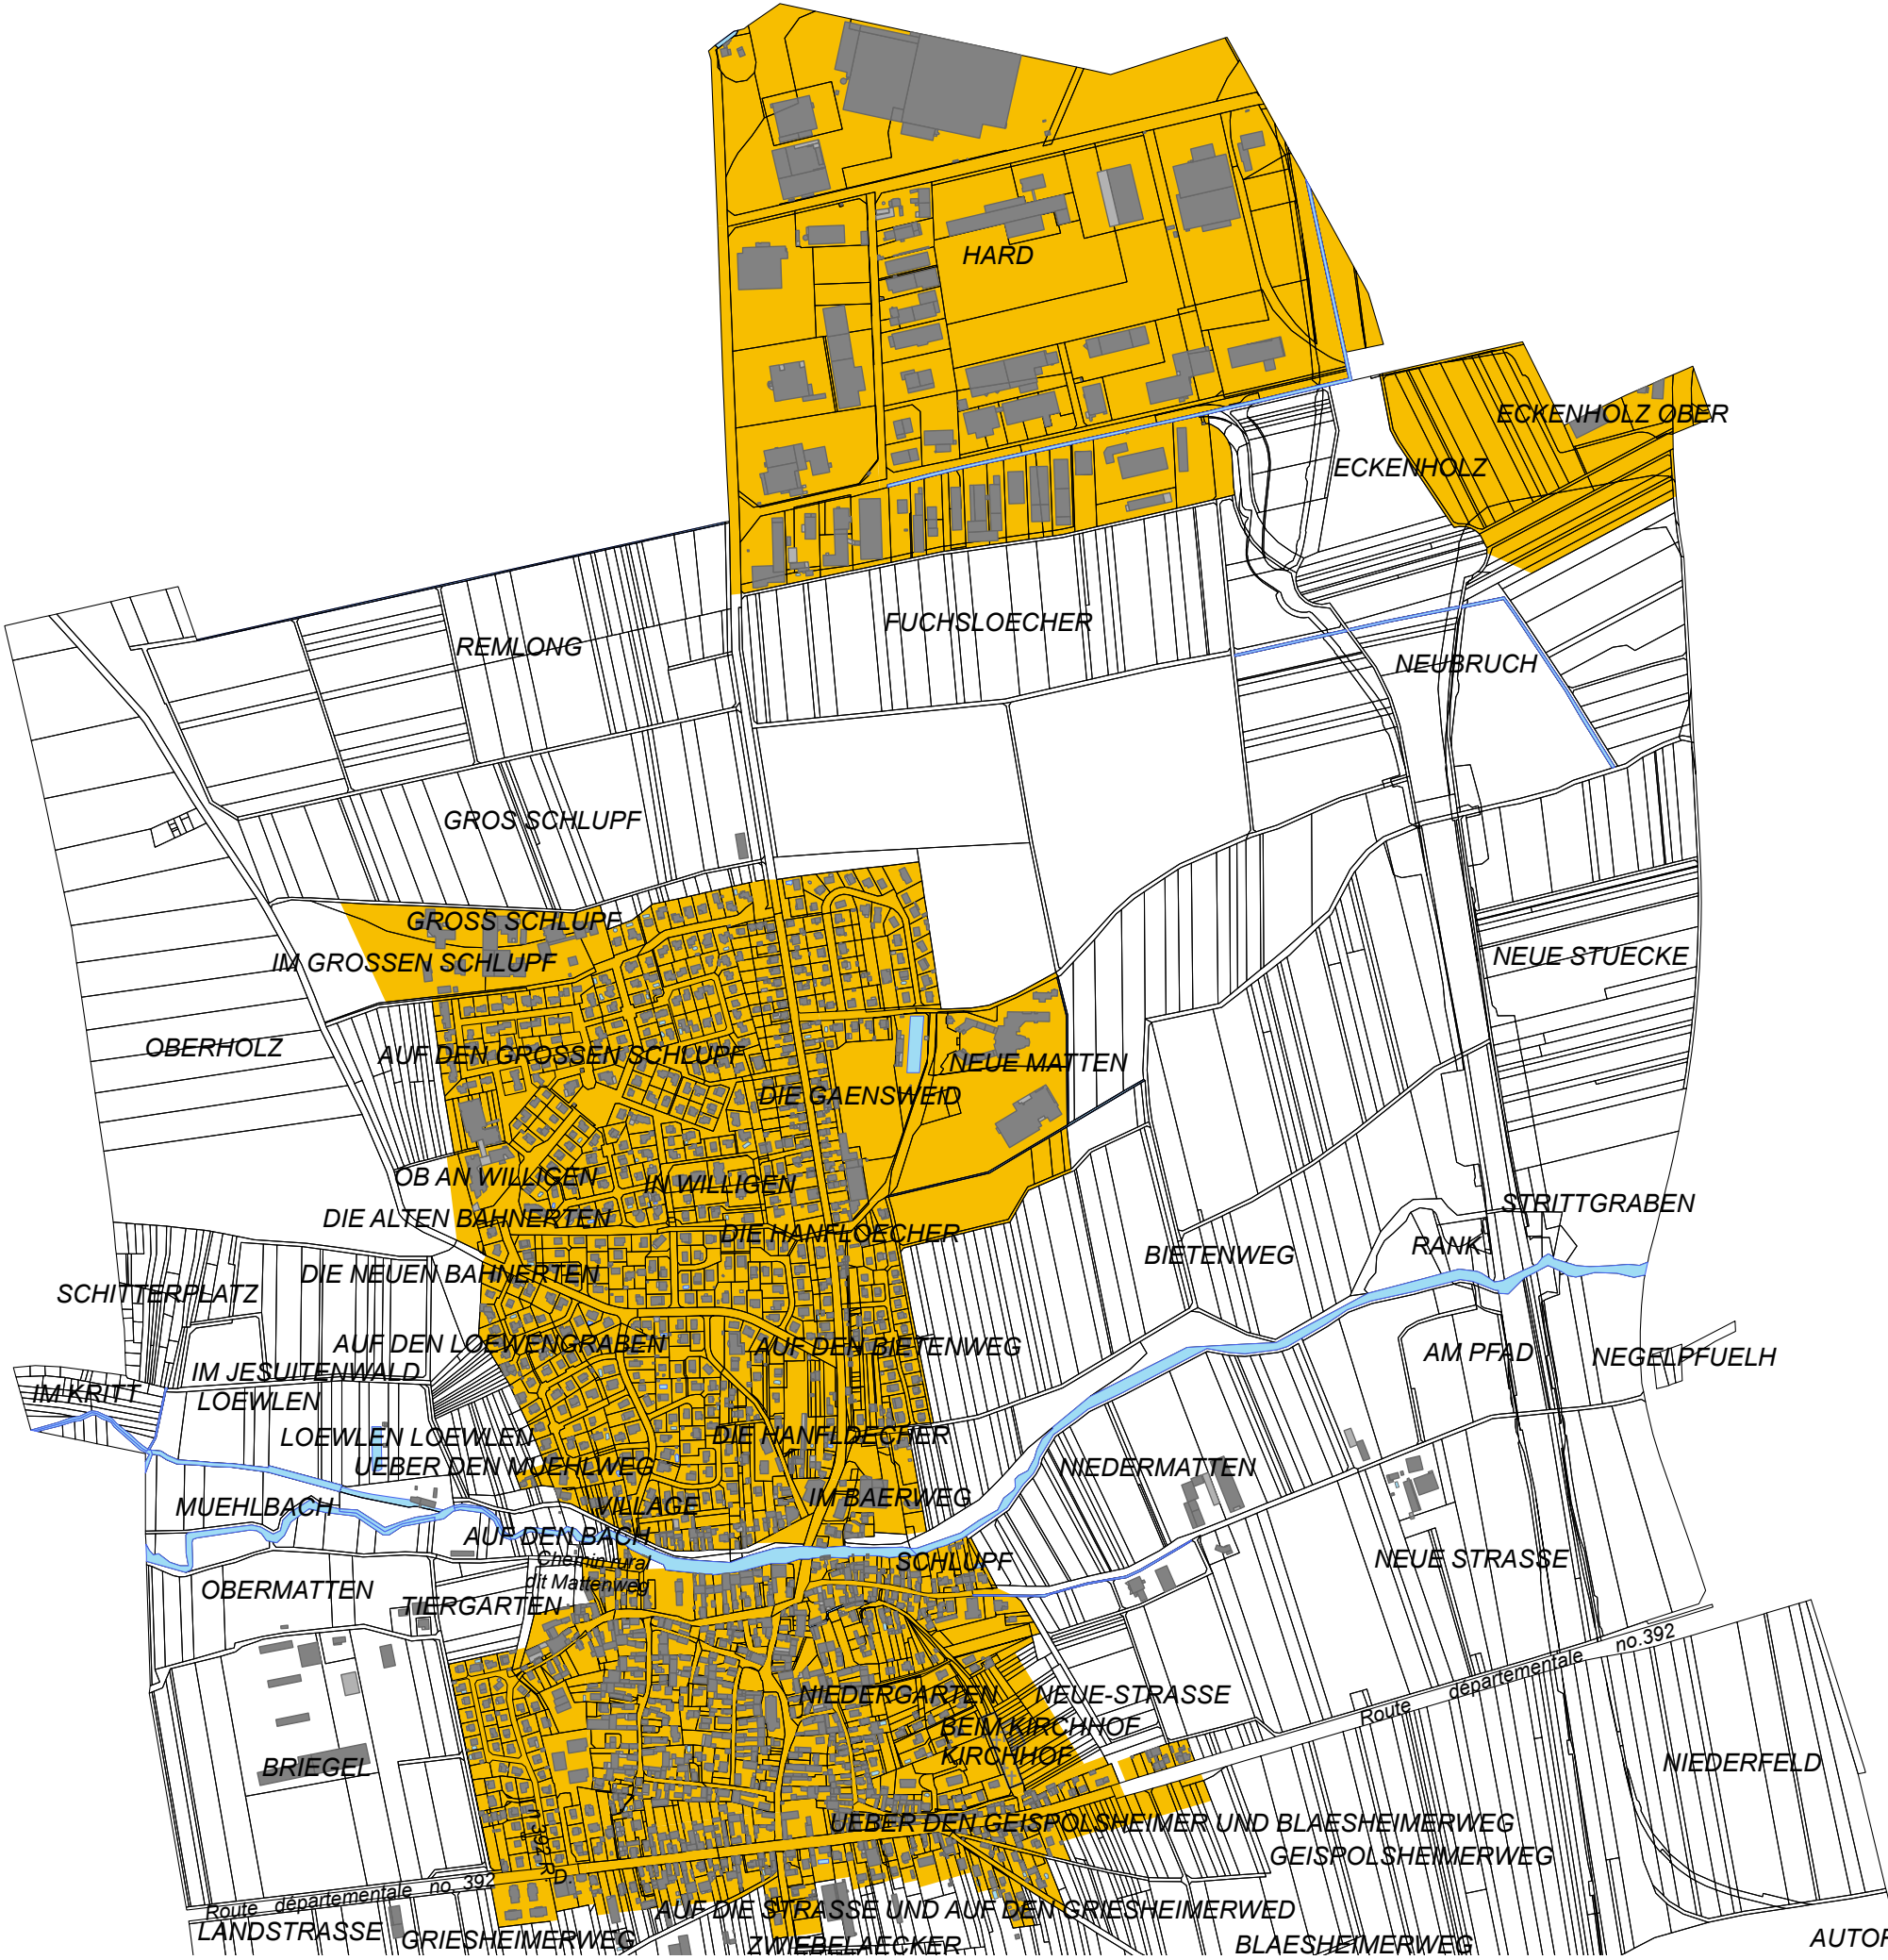 HARD
ECKENHOLZ OBER
ECKENHOLZ
FUCHSLOECHER
REMLONG
NEUBRUCH
GROS SCHLUPF
GROSS SCHLUPF
IM GROSSEN SCHLUPF
NEUE STUECKE
OBERHOLZ
AUF DEN GROSSEN SCHLUPF
NEUE MATTEN
DIE GAENSWEID
OB AN WILLIGEN
IN WILLIGEN
STRITTGRABEN
DIE ALTEN BAHNERTEN
DIE HANFLOECHER
RANK
BIETENWEG
DIE NEUEN BAHNERTEN
SCHITTERPLATZ
AUF DEN LOEWENGRABEN
AUF DEN BIETENWEG
AM PFAD
NEGELPFUELH
IM JESUITENWALD
IM KRITT
LOEWLEN
LOEWLEN LOEWLEN
DIE HANFLDECHER
UEBER DEN MUEHLWEG
NIEDERMATTEN
IM BAERWEG
MUEHLBACH
VILLAGE
AUF DEN BACH
Chemin rural
dit Mattenweg
SCHLUPF
NEUE STRASSE
OBERMATTEN
TIERGARTEN
no.392
départementale
Route
NIEDERGARTEN
NEUE-STRASSE
BEIM KIRCHHOF
KIRCHHOF
BRIEGEL
NIEDERFELD
UEBER DEN GEISPOLSHEIMER UND BLAESHEIMERWEG
GEISPOLSHEIMERWEG
n°392 R.D.
Route départementale no. 392
AUF DIE STRASSE UND AUF DEN GRIESHEIMERWED
LANDSTRASSE
GRIESHEIMERWEG
ZWIEBELAECKER
BLAESHEIMERWEG
AUTOR